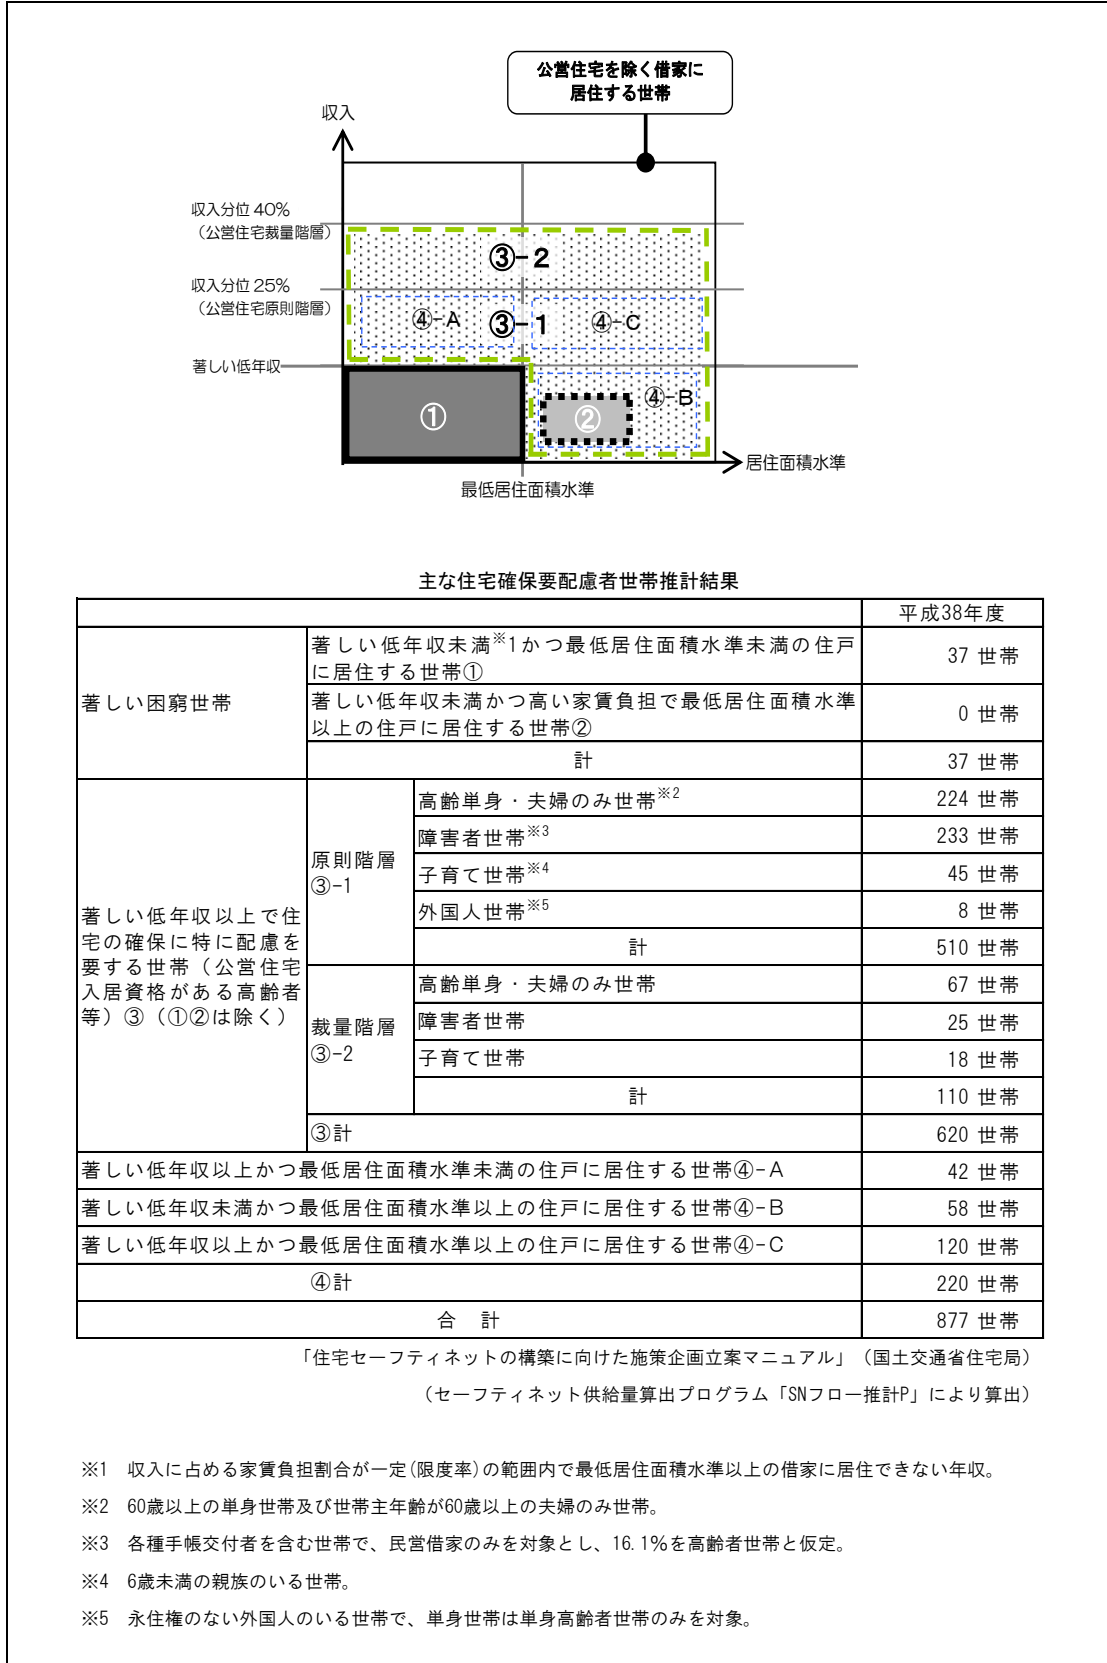 公営住宅を除く借家に
居住する世帯
収入
収入分位 40%
（公営住宅裁量階層）
③-2
収入分位 25%
（公営住宅原則階層）
④-A
③-1
④-C
著しい低年収
①
②
④-B
居住面積水準
最低居住面積水準
主な住宅確保要配慮者世帯推計結果
平成38年度
著しい困窮世帯
著しい低年収未満※1かつ最低居住面積水準未満の住戸
に居住する世帯①
37 世帯
著しい低年収未満かつ高い家賃負担で最低居住面積水準
以上の住戸に居住する世帯②
0 世帯
計
37 世帯
著しい低年収以上で住
宅の確保に特に配慮を
要する世帯（公営住宅
入居資格がある高齢者
等）③（①②は除く）
原則階層
③-1
高齢単身・夫婦のみ世帯※2
224 世帯
障害者世帯※3
233 世帯
子育て世帯※4
45 世帯
外国人世帯※5
8 世帯
計
510 世帯
裁量階層
③-2
高齢単身・夫婦のみ世帯
67 世帯
障害者世帯
25 世帯
子育て世帯
18 世帯
計
110 世帯
③計
620 世帯
著しい低年収以上かつ最低居住面積水準未満の住戸に居住する世帯④-A
42 世帯
著しい低年収未満かつ最低居住面積水準以上の住戸に居住する世帯④-B
58 世帯
著しい低年収以上かつ最低居住面積水準以上の住戸に居住する世帯④-C
120 世帯
④計
220 世帯
合 計
877 世帯
「住宅セーフティネットの構築に向けた施策企画立案マニュアル」（国土交通省住宅局）
（セーフティネット供給量算出プログラム「SNフロー推計P」により算出）
※1 収入に占める家賃負担割合が一定(限度率)の範囲内で最低居住面積水準以上の借家に居住できない年収。
※2 60歳以上の単身世帯及び世帯主年齢が60歳以上の夫婦のみ世帯。
※3 各種手帳交付者を含む世帯で、民営借家のみを対象とし、16.1%を高齢者世帯と仮定。
※4 6歳未満の親族のいる世帯。
※5 永住権のない外国人のいる世帯で、単身世帯は単身高齢者世帯のみを対象。